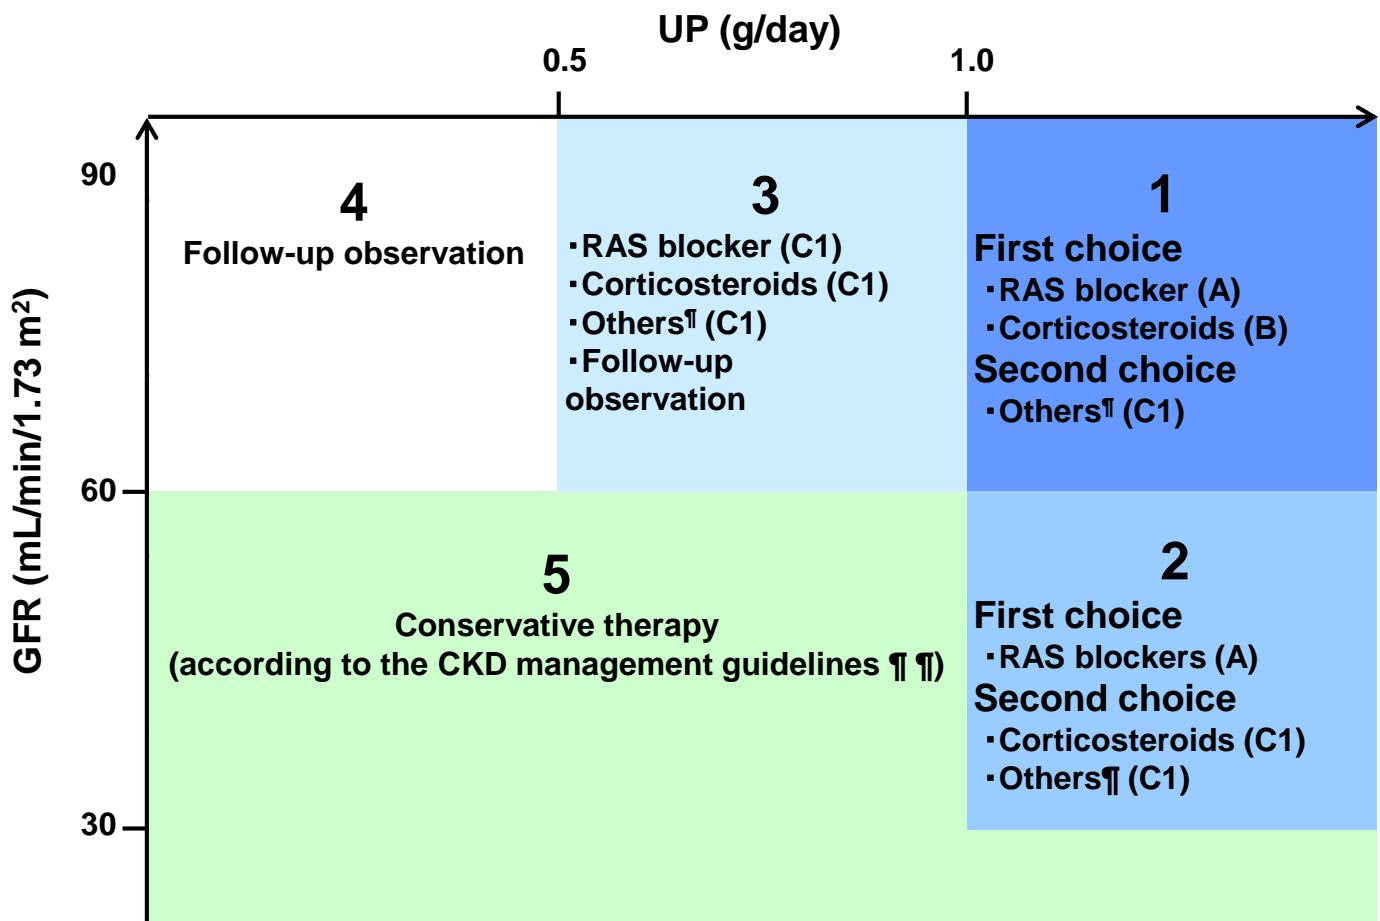 UP (g/day)
0.5
1.0
GFR (mL/min/1.73 m²)
90
60
30
4
Follow-up observation
3
･RAS blocker (C1)
･Corticosteroids (C1)
･Others¶ (C1)
･Follow-up
observation
1
First choice
･RAS blocker (A)
･Corticosteroids (B)
Second choice
･Others¶ (C1)
5
Conservative therapy
(according to the CKD management guidelines ¶ ¶)
2
First choice
･RAS blockers (A)
Second choice
･Corticosteroids (C1)
･Others¶ (C1)